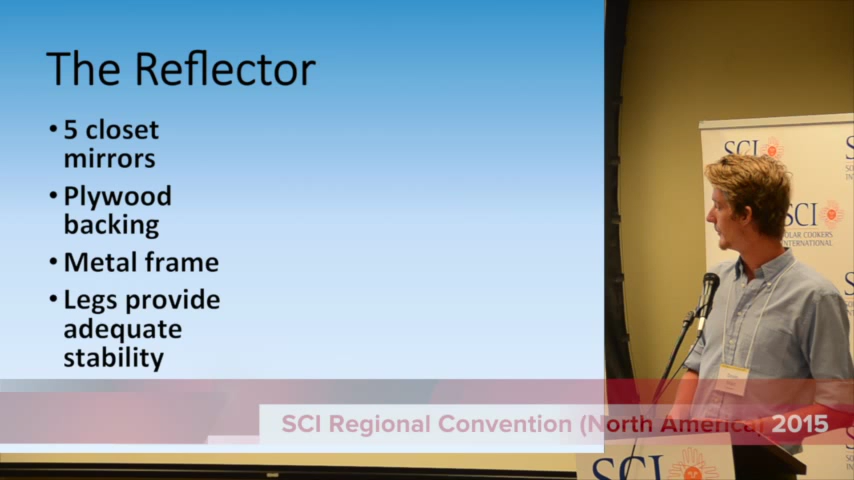 The Reflector
• 5 closet
mirrors
• Plywood
backing
• Metal frame
• Legs provide
adequate
stability
SCI
SCI
SOLAR COOKERS
INTERNATIONAL
SCI Regional Convention (North America) 2015
SCI